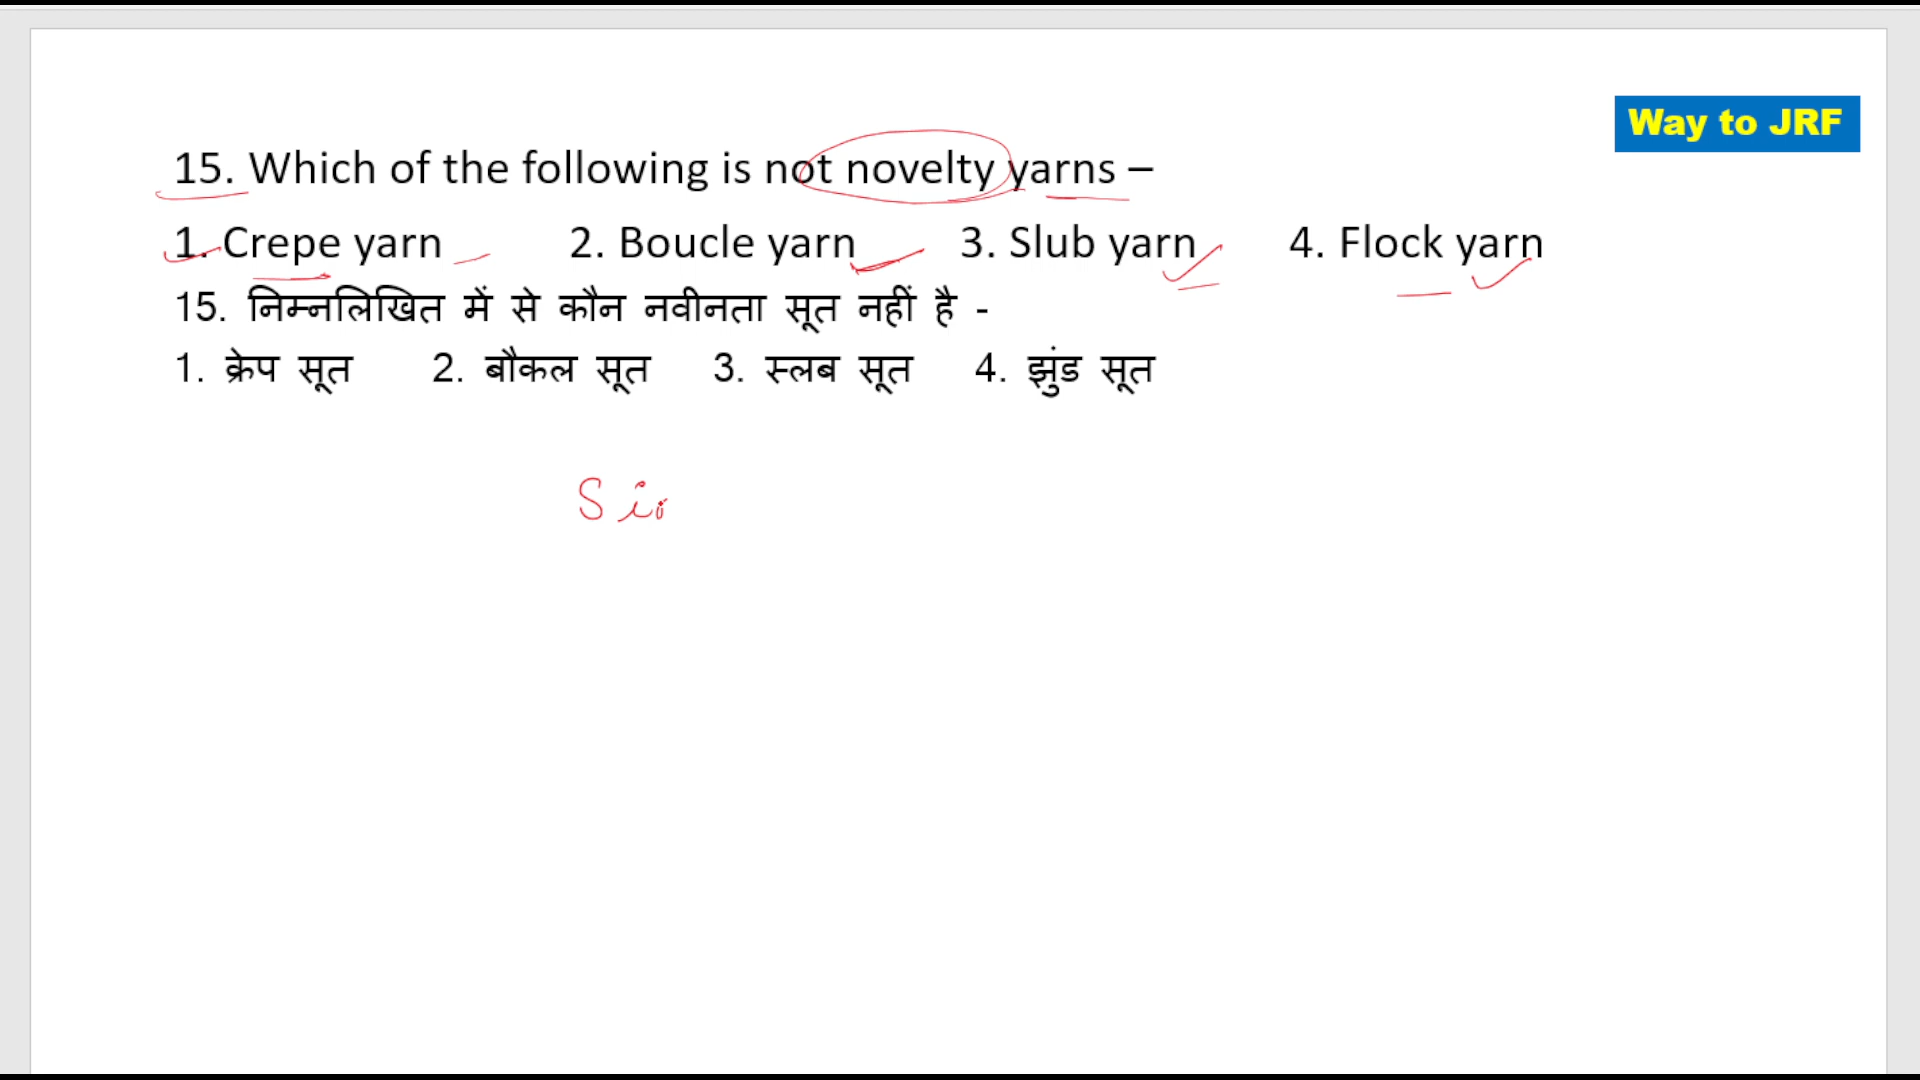 Way to JRF
15. Which of the following is not novelty yarns –
1. Crepe yarn 2. Boucle yarn 3. Slub yarn 4. Flock yarn
15. निम्नलिखित में से कौन नवीनता सूत नहीं है -
1. क्रेप सूत 2. बौकल सूत 3. स्लब सूत 4. झुंड सूत